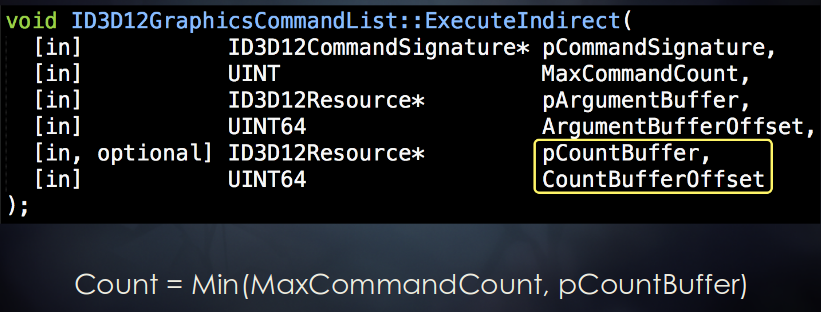 void ID3D12GraphicsCommandList::ExecuteIndirect(
[in] ID3D12CommandSignature* pCommandSignature,
[in] UINT MaxCommandCount,
[in] ID3D12Resource* pArgumentBuffer,
[in] UINT64 ArgumentBufferOffset,
[in, optional] ID3D12Resource* pCountBuffer,
[in] UINT64 CountBufferOffset
);
Count = Min(MaxCommandCount, pCountBuffer)